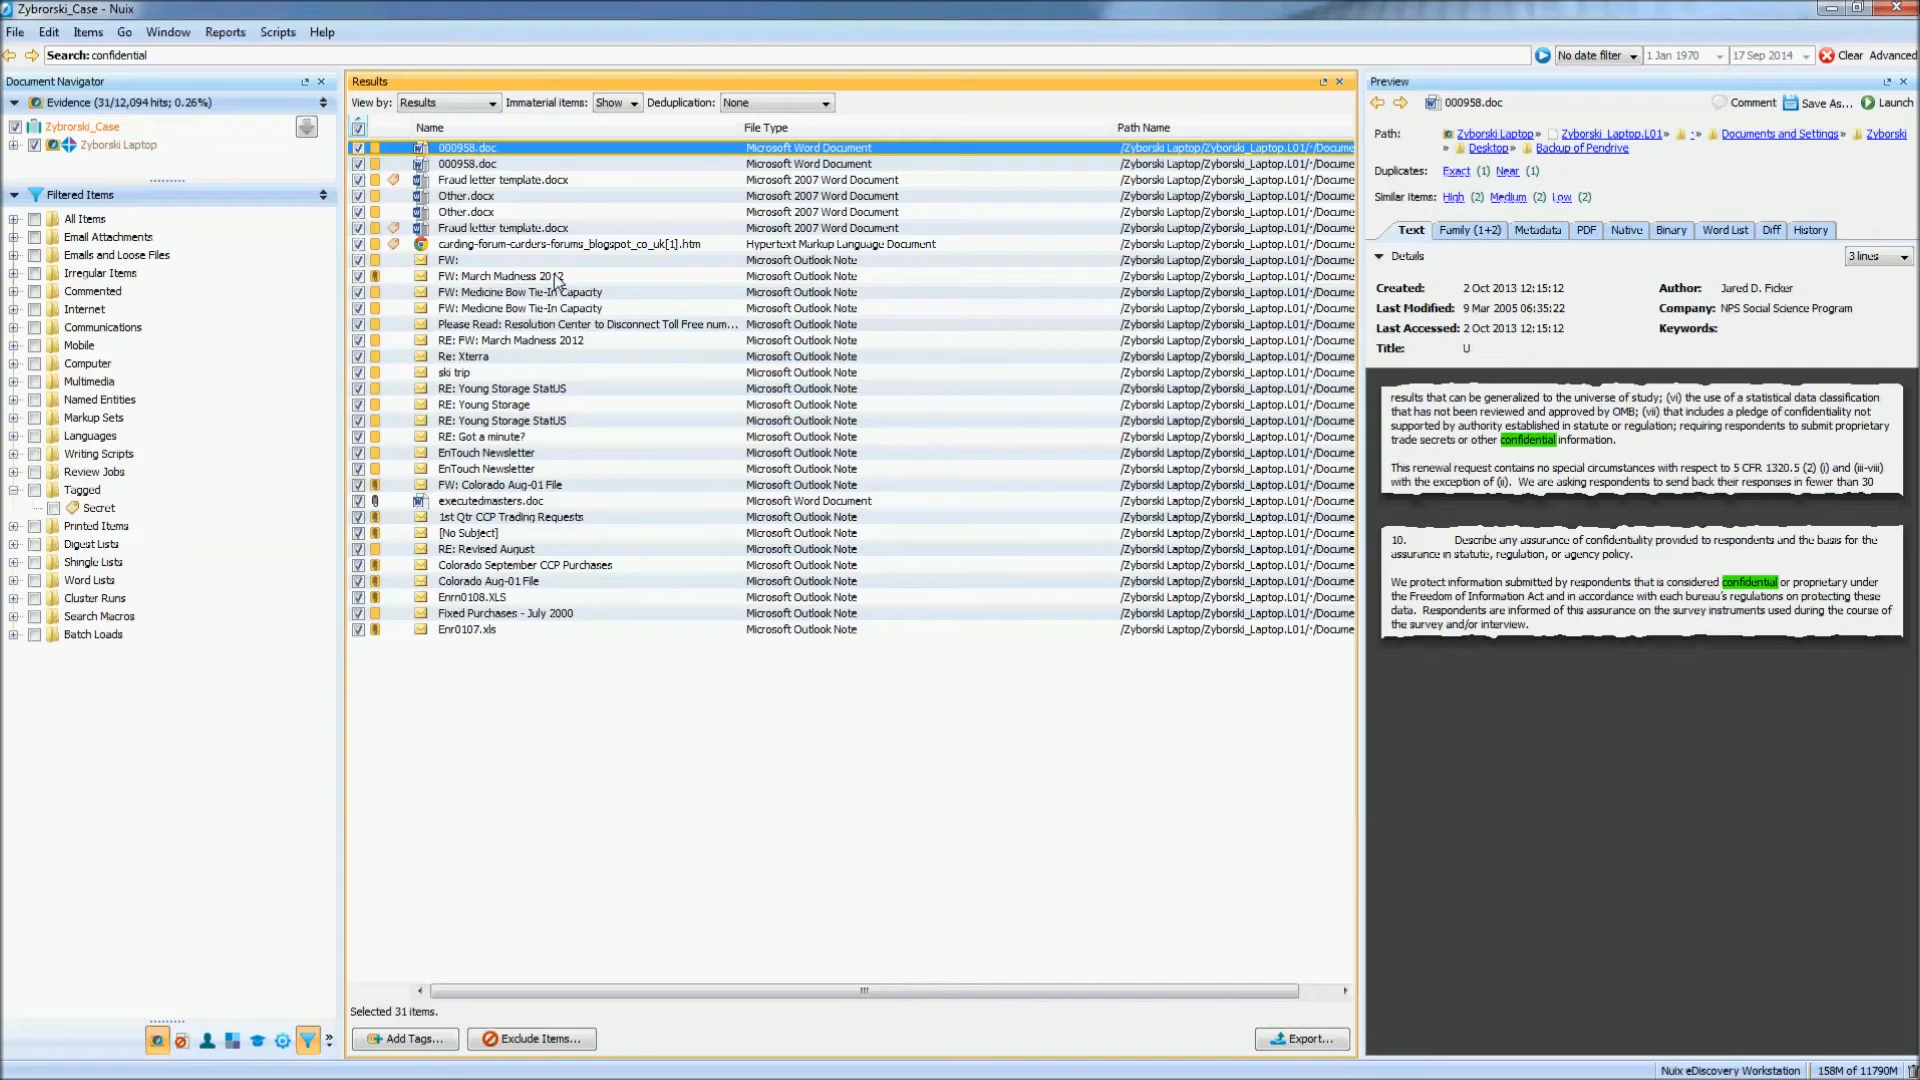 Zybrorski_Case - Nuix
File Edit Items Go Window Reports Scripts Help
Search: confidential No date filter 1 Jan 1970 17 Sep 2014 Clear Advanced
Document Navigator
Evidence (31/12,094 hits; 0.26%)
Zybrorski_Case
Zyborski Laptop
Filtered Items
All Items
Email Attachments
Emails and Loose Files
Irregular Items
Commented
Internet
Communications
Mobile
Computer
Multimedia
Named Entities
Markup Sets
Languages
Writing Scripts
Review Jobs
Tagged
Secret
Printed Items
Digest Lists
Shingle Lists
Word Lists
Cluster Runs
Search Macros
Batch Loads
Results
View by: Results Immaterial items: Show Deduplication: None
Name File Type Path Name
000958.doc Microsoft Word Document /Zyborski Laptop/Zyborski_Laptop.L01/·/Docume
000958.doc Microsoft Word Document /Zyborski Laptop/Zyborski_Laptop.L01/·/Docume
Fraud letter template.docx Microsoft 2007 Word Document /Zyborski Laptop/Zyborski_Laptop.L01/·/Docume
Other.docx Microsoft 2007 Word Document /Zyborski Laptop/Zyborski_Laptop.L01/·/Docume
Other.docx Microsoft 2007 Word Document /Zyborski Laptop/Zyborski_Laptop.L01/·/Docume
Fraud letter template.docx Microsoft 2007 Word Document /Zyborski Laptop/Zyborski_Laptop.L01/·/Docume
carding-forum-carders-forums_blogspot_co_uk[1].htm Hypertext Markup Language Document /Zyborski Laptop/Zyborski_Laptop.L01/·/Docume
FW: Microsoft Outlook Note /Zyborski Laptop/Zyborski_Laptop.L01/·/Docume
FW: March Madness 2012 Microsoft Outlook Note /Zyborski Laptop/Zyborski_Laptop.L01/·/Docume
FW: Medicine Bow Tie-In Capacity Microsoft Outlook Note /Zyborski Laptop/Zyborski_Laptop.L01/·/Docume
FW: Medicine Bow Tie-In Capacity Microsoft Outlook Note /Zyborski Laptop/Zyborski_Laptop.L01/·/Docume
Please Read: Resolution Center to Disconnect Toll Free num... Microsoft Outlook Note /Zyborski Laptop/Zyborski_Laptop.L01/·/Docume
RE: FW: March Madness 2012 Microsoft Outlook Note /Zyborski Laptop/Zyborski_Laptop.L01/·/Docume
Re: Xterra Microsoft Outlook Note /Zyborski Laptop/Zyborski_Laptop.L01/·/Docume
ski trip Microsoft Outlook Note /Zyborski Laptop/Zyborski_Laptop.L01/·/Docume
RE: Young Storage StatUS Microsoft Outlook Note /Zyborski Laptop/Zyborski_Laptop.L01/·/Docume
RE: Young Storage Microsoft Outlook Note /Zyborski Laptop/Zyborski_Laptop.L01/·/Docume
RE: Young Storage StatUS Microsoft Outlook Note /Zyborski Laptop/Zyborski_Laptop.L01/·/Docume
RE: Got a minute? Microsoft Outlook Note /Zyborski Laptop/Zyborski_Laptop.L01/·/Docume
EnTouch Newsletter Microsoft Outlook Note /Zyborski Laptop/Zyborski_Laptop.L01/·/Docume
EnTouch Newsletter Microsoft Outlook Note /Zyborski Laptop/Zyborski_Laptop.L01/·/Docume
FW: Colorado Aug-01 File Microsoft Outlook Note /Zyborski Laptop/Zyborski_Laptop.L01/·/Docume
executedmasters.doc Microsoft Word Document /Zyborski Laptop/Zyborski_Laptop.L01/·/Docume
1st Qtr CCP Trading Requests Microsoft Outlook Note /Zyborski Laptop/Zyborski_Laptop.L01/·/Docume
[No Subject] Microsoft Outlook Note /Zyborski Laptop/Zyborski_Laptop.L01/·/Docume
RE: Revised August Microsoft Outlook Note /Zyborski Laptop/Zyborski_Laptop.L01/·/Docume
Colorado September CCP Purchases Microsoft Outlook Note /Zyborski Laptop/Zyborski_Laptop.L01/·/Docume
Colorado Aug-01 File Microsoft Outlook Note /Zyborski Laptop/Zyborski_Laptop.L01/·/Docume
Enrn0108.XLS Microsoft Outlook Note /Zyborski Laptop/Zyborski_Laptop.L01/·/Docume
Fixed Purchases - July 2000 Microsoft Outlook Note /Zyborski Laptop/Zyborski_Laptop.L01/·/Docume
Enr0107.xls Microsoft Outlook Note /Zyborski Laptop/Zyborski_Laptop.L01/·/Docume
Selected 31 items.
Add Tags... Exclude Items... Export...
Preview
000958.doc Comment Save As... Launch
Path: Zyborski Laptop» Zyborski_Laptop.L01» ·» Documents and Settings» Zyborski
» Desktop» Backup of Pendrive
Duplicates: Exact (1) Near (1)
Similar Items: High (2) Medium (2) Low (2)
Text Family (1+2) Metadata PDF Native Binary Word List Diff History
Details 3 lines
Created: 2 Oct 2013 12:15:12 Author: Jared D. Ficker
Last Modified: 9 Mar 2005 06:35:22 Company: NPS Social Science Program
Last Accessed: 2 Oct 2013 12:15:12 Keywords:
Title: U
results that can be generalized to the universe of study; (vi) the use of a statistical data classification
that has not been reviewed and approved by OMB; (vii) that includes a pledge of confidentiality not
supported by authority established in statute or regulation; requiring respondents to submit proprietary
trade secrets or other confidential information.
This renewal request contains no special circumstances with respect to 5 CFR 1320.5 (2) (i) and (iii-viii)
with the exception of (ii). We are asking respondents to send back their responses in fewer than 30
10. Describe any assurance of confidentiality provided to respondents and the basis for the
assurance in statute, regulation, or agency policy.
We protect information submitted by respondents that is considered confidential or proprietary under
the Freedom of Information Act and in accordance with each bureau's regulations on protecting these
data. Respondents are informed of this assurance on the survey instruments used during the course of
the survey and/or interview.
Nuix eDiscovery Workstation 158M of 11790M